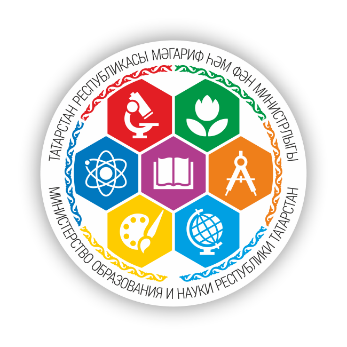 ТАТАРСТАН РЕСПУБЛИКАСЫ МӘГАРИФ ҺӘМ ФӘН МИНИСТРЛЫГЫ
МИНИСТЕРСТВО ОБРАЗОВАНИЯ И НАУКИ РЕСПУБЛИКИ ТАТАРСТАН